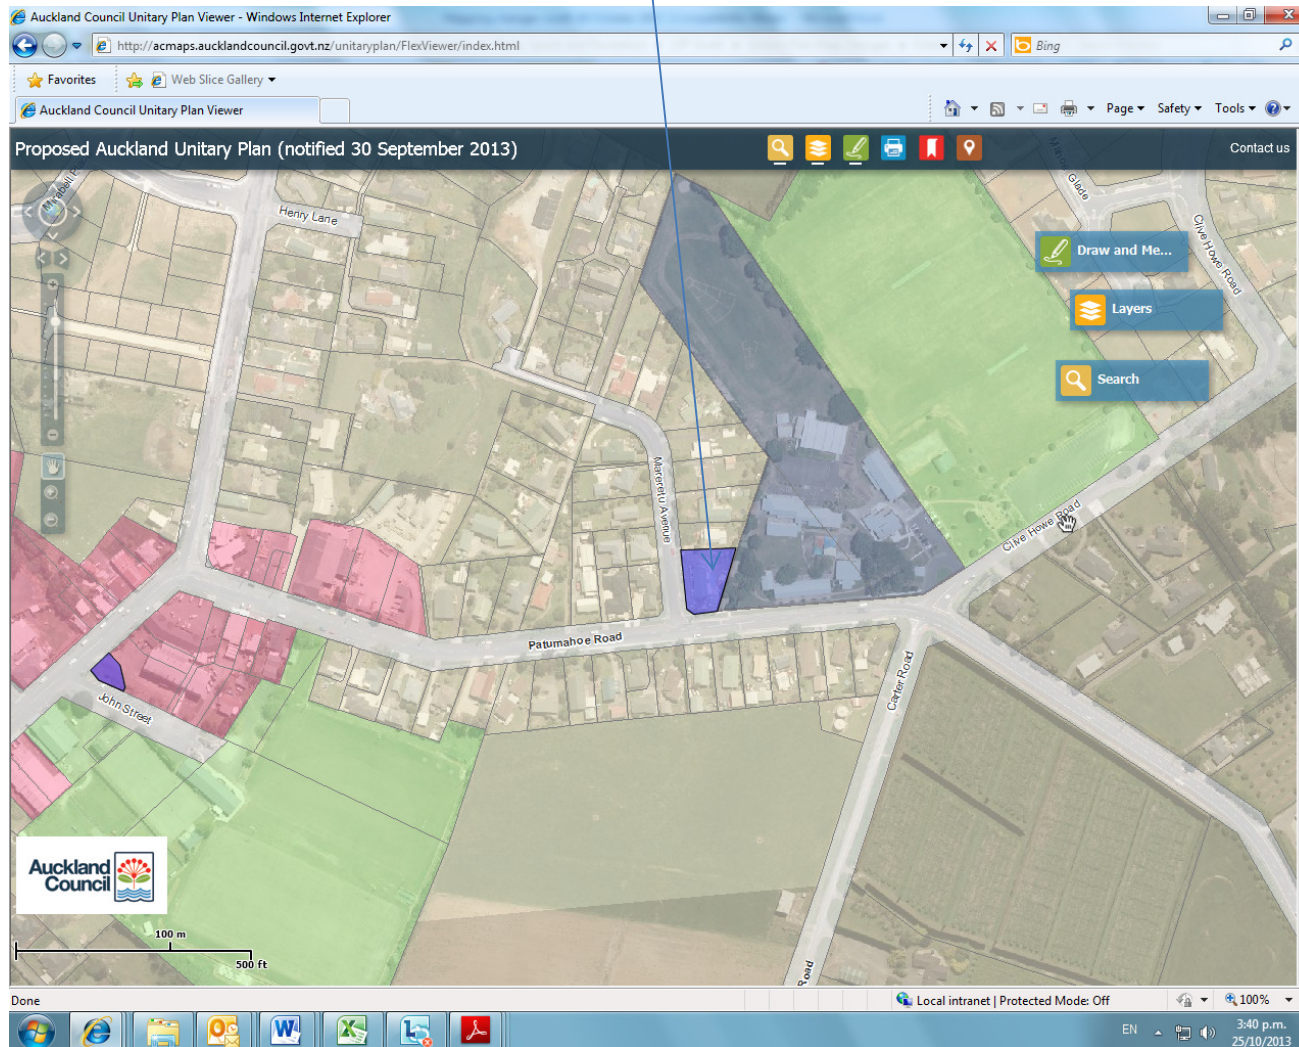 Auckland Council Unitary Plan Viewer - Windows Internet Explorer
http://acmaps.aucklandcouncil.govt.nz/unitaryplan/FlexViewer/index.html
Bing
Favorites
Web Slice Gallery
Auckland Council Unitary Plan Viewer
Page
Safety
Tools
Proposed Auckland Unitary Plan (notified 30 September 2013)
Contact us
Henry Lane
Glade
Clive Howe Road
Draw and Me...
Layers
Search
Mareretu Avenue
Clive Howe Road
Patumahoe Road
Carter Road
John Street
Auckland
Council
100 m
500 ft
Road
Done
Local intranet | Protected Mode: Off
100%
EN
3:40 p.m.
25/10/2013